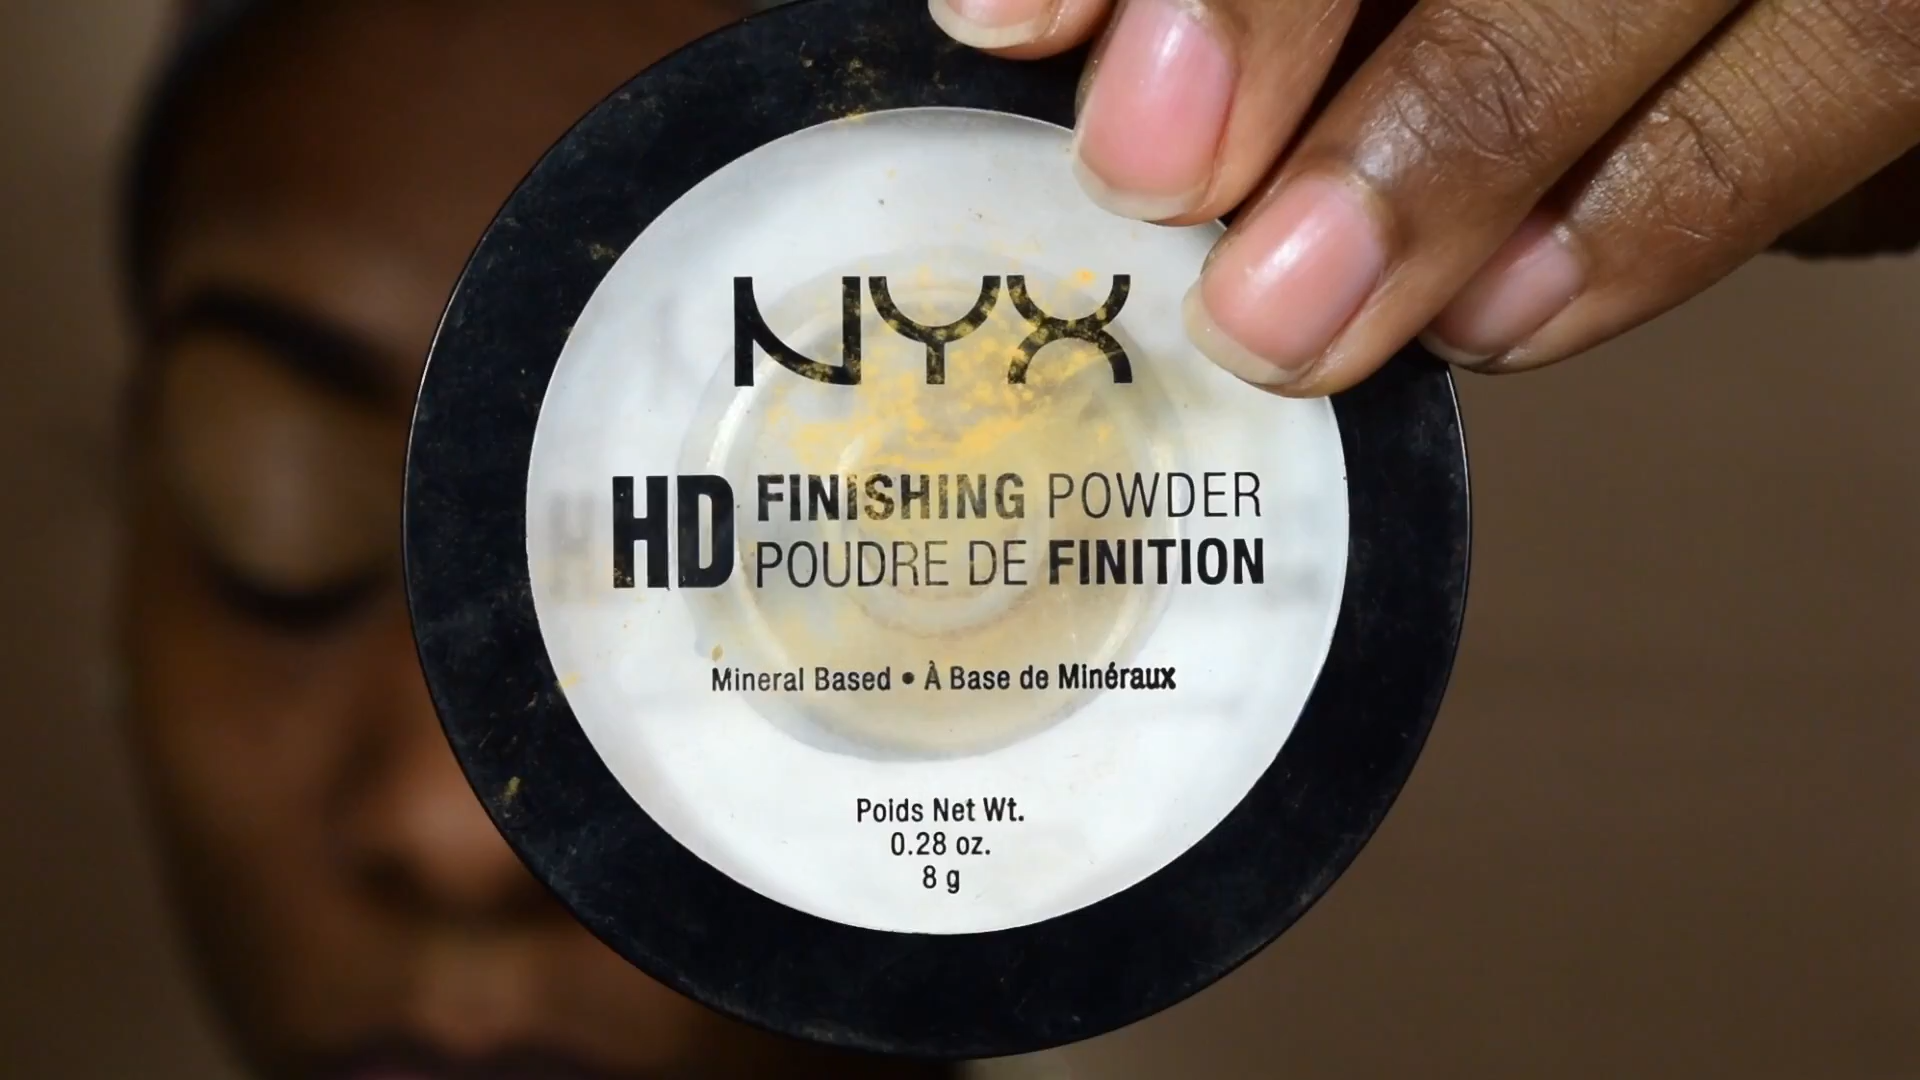 NYX
HD FINISHING POWDER
POUDRE DE FINITION
Mineral Based • À Base de Minéraux
Poids Net Wt.
0.28 oz.
8 g